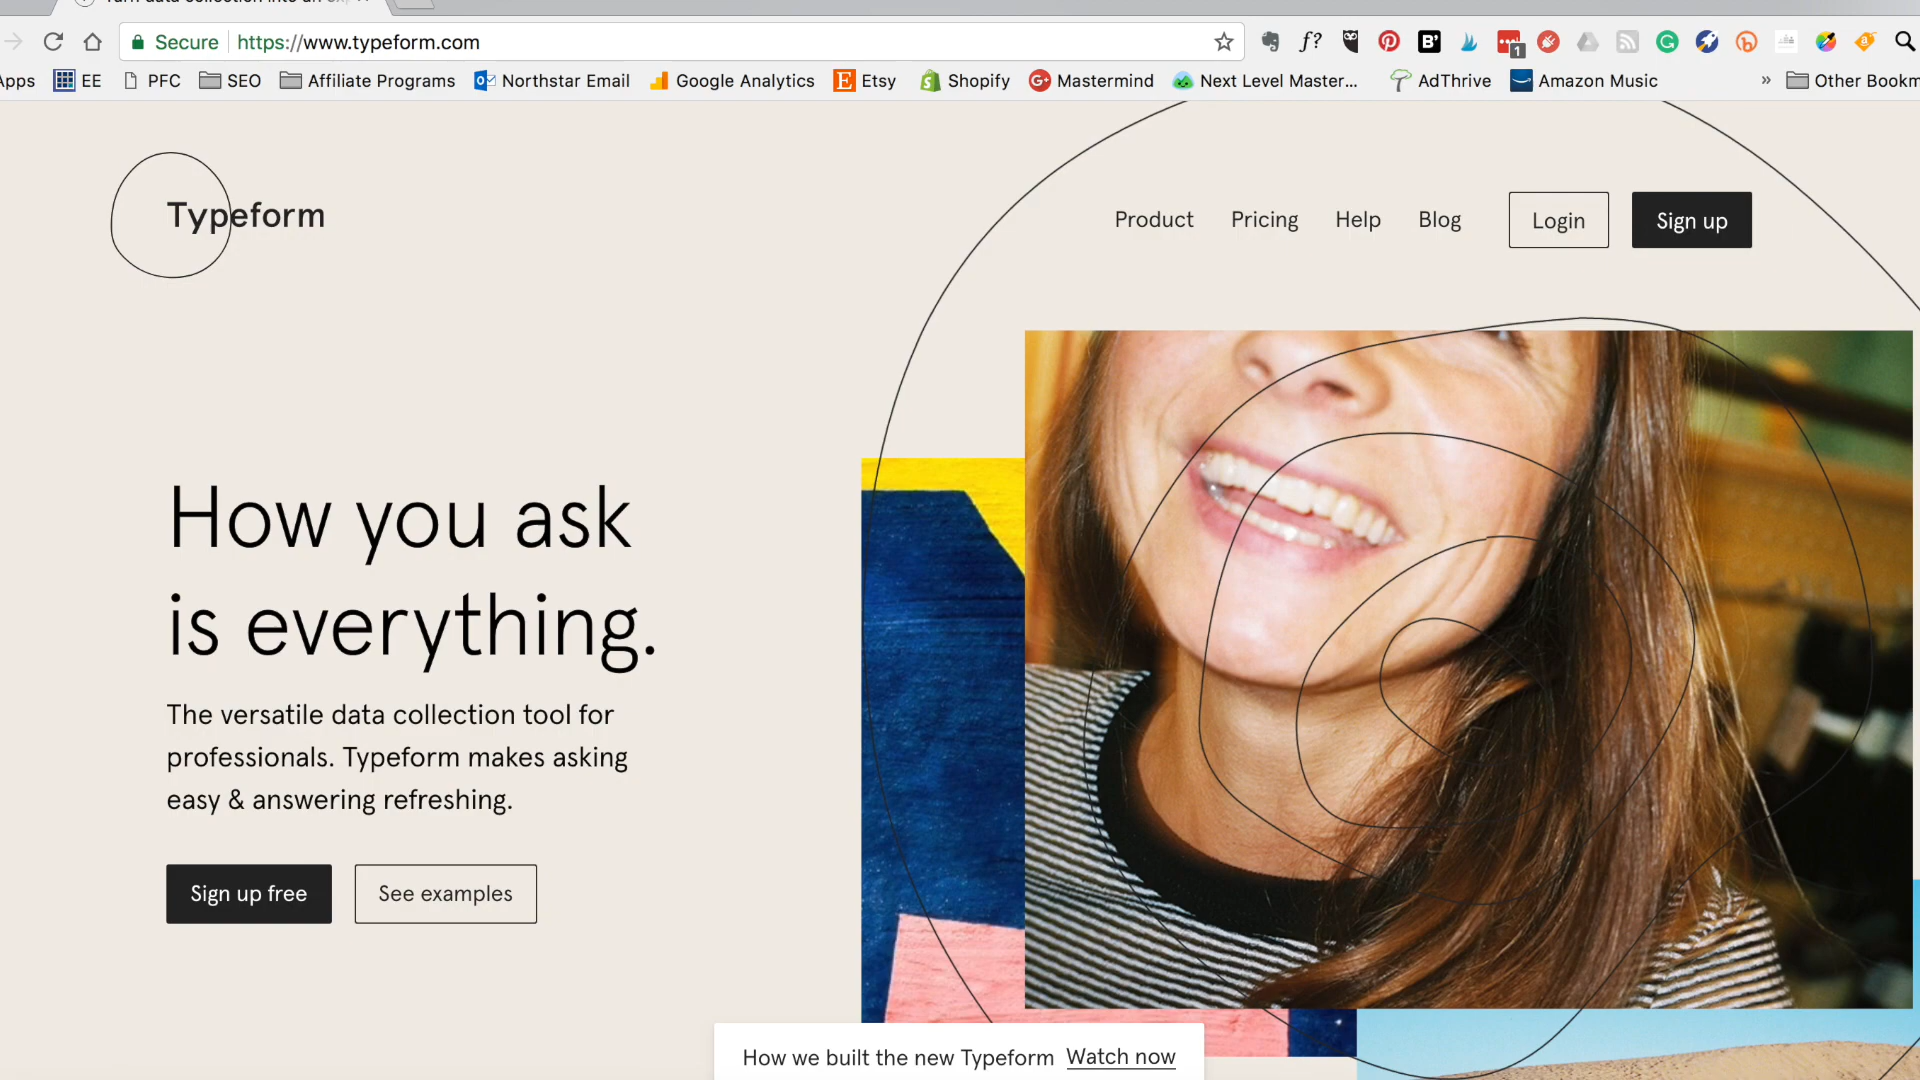 Secure https://www.typeform.com
EE PFC SEO Affiliate Programs Northstar Email Google Analytics Etsy Shopify Mastermind Next Level Master... AdThrive Amazon Music » Other Bookm
Typeform
Product Pricing Help Blog Login Sign up
How you ask
is everything.
The versatile data collection tool for
professionals. Typeform makes asking
easy & answering refreshing.
Sign up free See examples
How we built the new Typeform Watch now